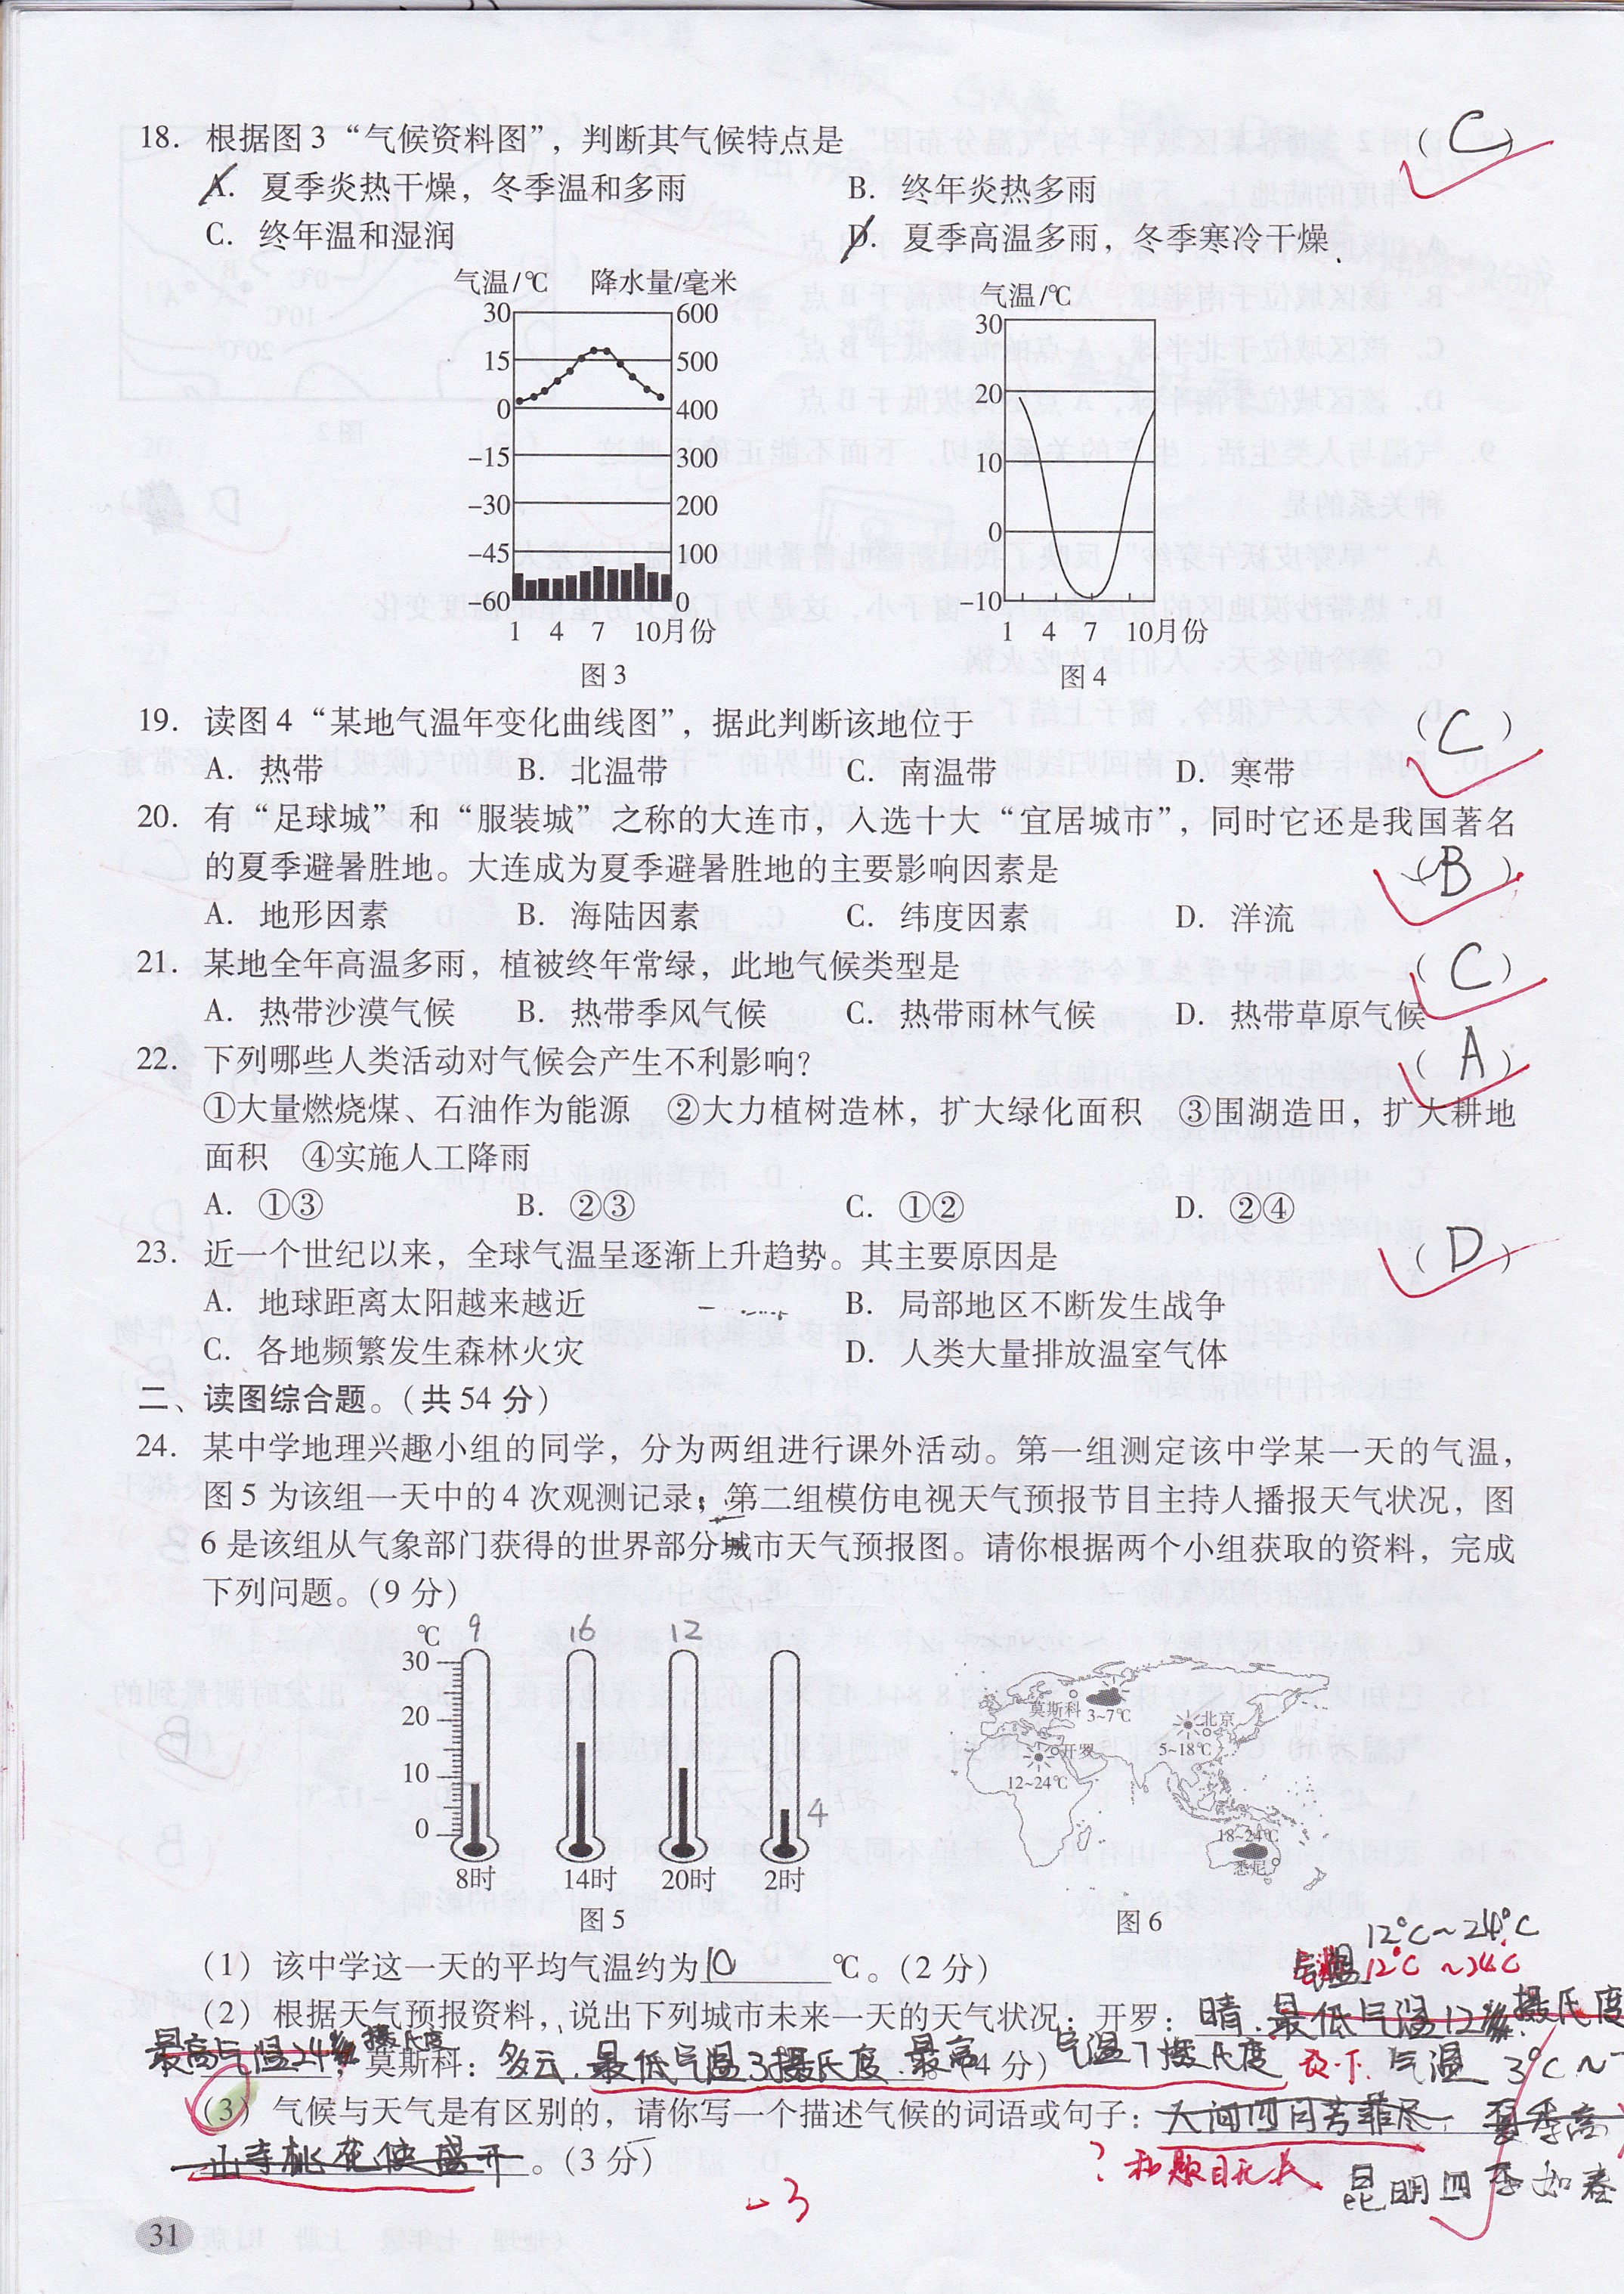 18. 根据图3“气候资料图”，判断其气候特点是 ( C )
A. 夏季炎热干燥，冬季温和多雨 B. 终年炎热多雨
C. 终年温和湿润 D. 夏季高温多雨，冬季寒冷干燥
气温/℃ 降水量/毫米 气温/℃
30 600 30
15 500
0 400 20
-15 300 10
-30 200 0
-45 100
-60 0 -10
1 4 7 10月份 1 4 7 10月份
图3 图4
19. 读图4“某地气温年变化曲线图”，据此判断该地位于 ( C )
A. 热带 B. 北温带 C. 南温带 D. 寒带
20. 有“足球城”和“服装城”之称的大连市，入选十大“宜居城市”，同时它还是我国著名
的夏季避暑胜地。大连成为夏季避暑胜地的主要影响因素是 ( B )
A. 地形因素 B. 海陆因素 C. 纬度因素 D. 洋流
21. 某地全年高温多雨，植被终年常绿，此地气候类型是 ( C )
A. 热带沙漠气候 B. 热带季风气候 C. 热带雨林气候 D. 热带草原气候
22. 下列哪些人类活动对气候会产生不利影响? ( A )
①大量燃烧煤、石油作为能源 ②大力植树造林，扩大绿化面积 ③围湖造田，扩大耕地
面积 ④实施人工降雨
A. ①③ B. ②③ C. ①② D. ②④
23. 近一个世纪以来，全球气温呈逐渐上升趋势。其主要原因是 ( D )
A. 地球距离太阳越来越近 B. 局部地区不断发生战争
C. 各地频繁发生森林火灾 D. 人类大量排放温室气体
二、读图综合题。(共54分)
24. 某中学地理兴趣小组的同学，分为两组进行课外活动。第一组测定该中学某一天的气温，
图5为该组一天中的4次观测记录；第二组模仿电视天气预报节目主持人播报天气状况，图
6是该组从气象部门获得的世界部分城市天气预报图。请你根据两个小组获取的资料，完成
下列问题。(9分)
℃ 9 16 12
30
20
10
0
4
8时 14时 20时 2时
图5
莫斯科 3~7℃
北京
5~18℃
开罗
12~24℃
18~24℃
悉尼
图6
12℃~24℃
气温12℃~24℃
(1) 该中学这一天的平均气温约为10℃。(2分)
(2) 根据天气预报资料，说出下列城市未来一天的天气状况：开罗：晴.最低气温12摄氏度
最高气温24摄氏度，莫斯科：多云.最低气温3摄氏度.最高气温7摄氏度。(4分) 气温 3℃~
(3) 气候与天气是有区别的，请你写一个描述气候的词语或句子：人间四月芳菲尽. 夏季高
山寺桃花使盛开。(3分) ?和题目无关
昆明四季如春
-3
31